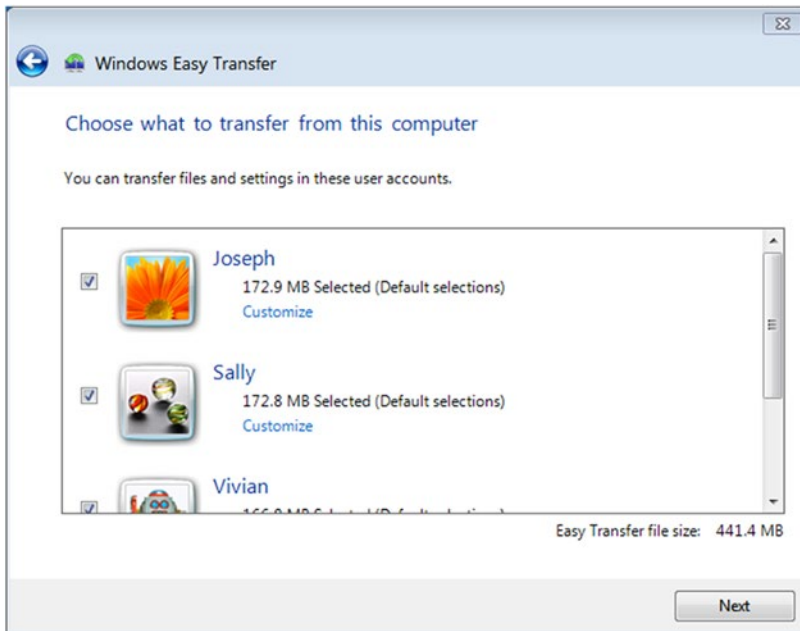 Windows Easy Transfer
Choose what to transfer from this computer
You can transfer files and settings in these user accounts.
Joseph
172.9 MB Selected (Default selections)
Customize
Sally
172.8 MB Selected (Default selections)
Customize
Vivian
Easy Transfer file size: 441.4 MB
Next